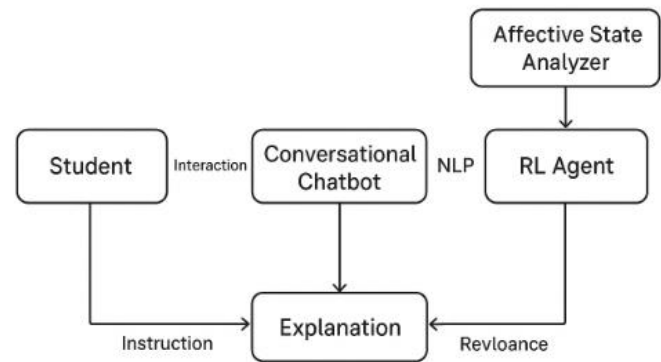 Affective State
Analyzer
Student
Interaction
Conversational
Chatbot
NLP
RL Agent
Instruction
Explanation
Revloance